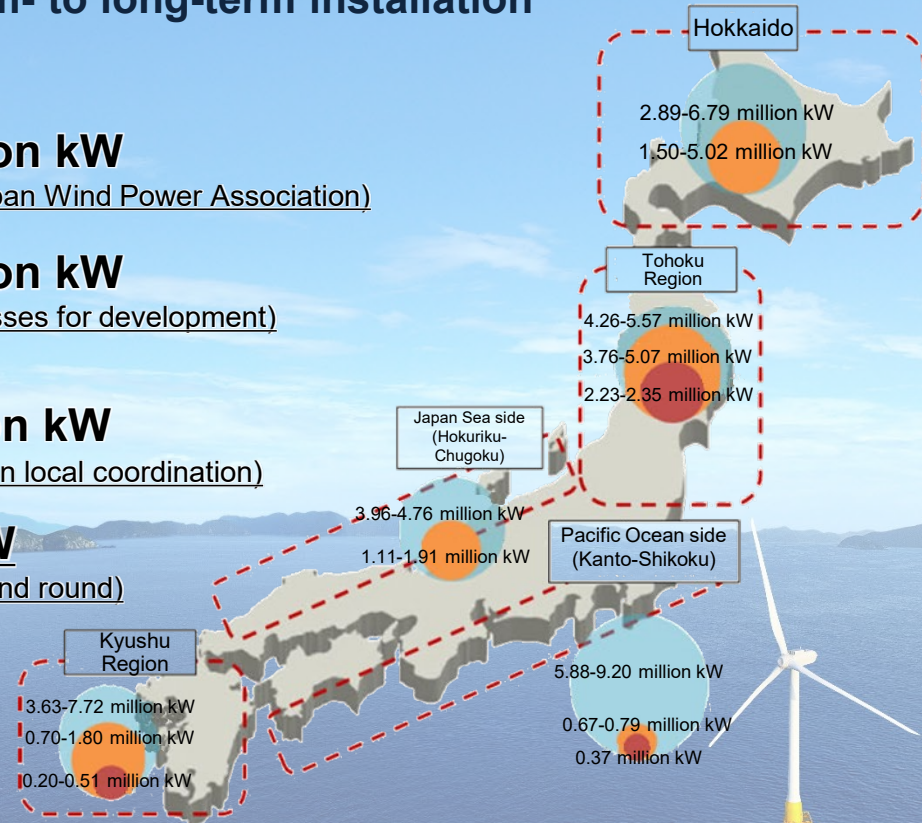 to long-term installation
kW
Wind Power Association)
kW
for development)
kW
local coordination)
round)
Hokkaido
2.89-6.79 million kW
1.50-5.02 million kW
Tohoku
Region
4.26-5.57 million kW
3.76-5.07 million kW
2.23-2.35 million kW
Japan Sea side
(Hokuriku-
Chugoku)
3.96-4.76 million kW
1.11-1.91 million kW
Pacific Ocean side
(Kanto-Shikoku)
5.88-9.20 million kW
0.67-0.79 million kW
0.37 million kW
Kyushu
Region
3.63-7.72 million kW
0.70-1.80 million kW
0.20-0.51 million kW